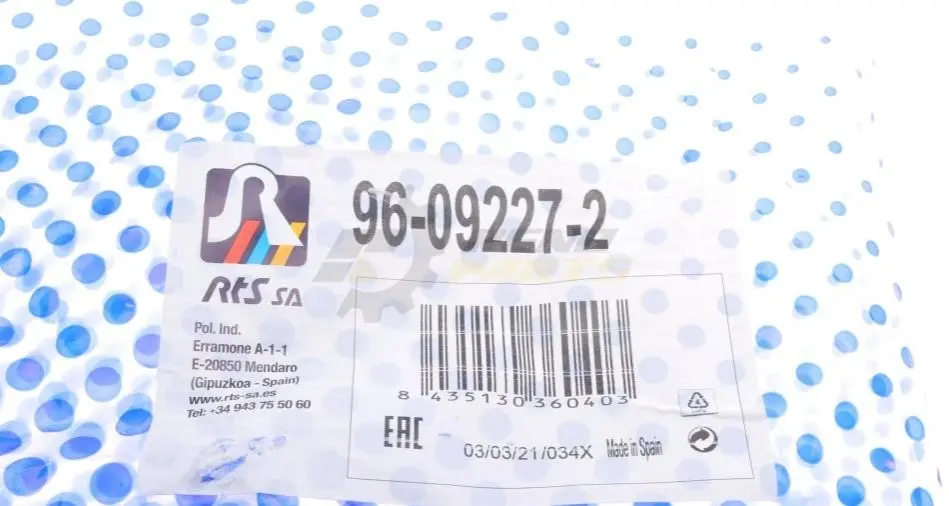 96-09227-2
RTS SA
Pol. Ind.
Erramone A-1-1
E-20850 Mendaro
(Gipuzkoa - Spain)
www.rts-sa.es
Tel: +34 943 75 50 60
8 435130 360403
EAC
03/03/21/034X Made in Spain
4